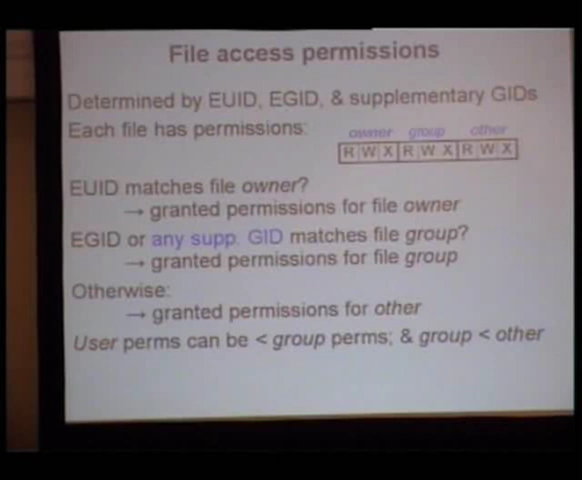 File access permissions
Determined by EUID, EGID, & supplementary GIDs
Each file has permissions:
owner group other
R W X R W X R W X
EUID matches file owner?
→ granted permissions for file owner
EGID or any supp. GID matches file group?
→ granted permissions for file group
Otherwise:
→ granted permissions for other
User perms can be < group perms; & group < other